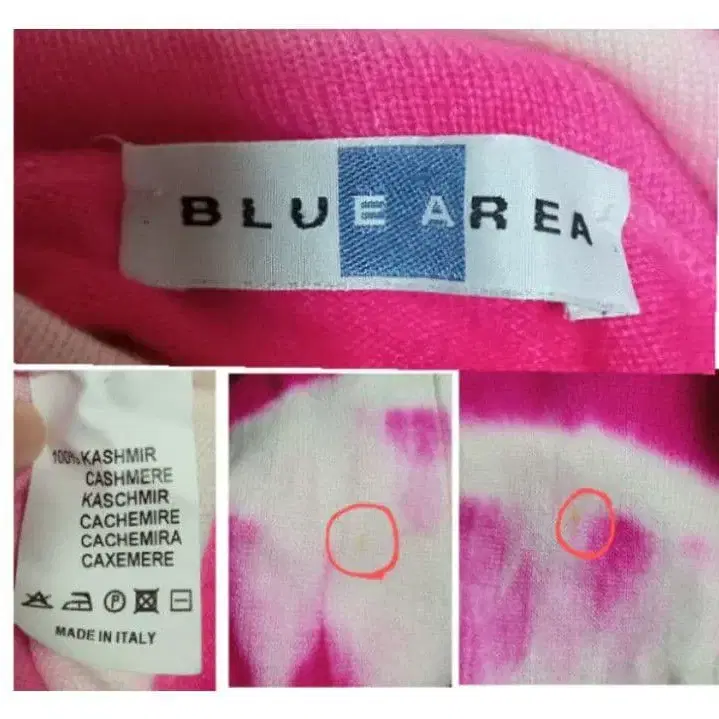 BLUE AREA
100% KASHMIR
CASHMERE
KASCHMIR
CACHEMIRE
CACHEMIRA
CAXEMERE
P
MADE IN ITALY